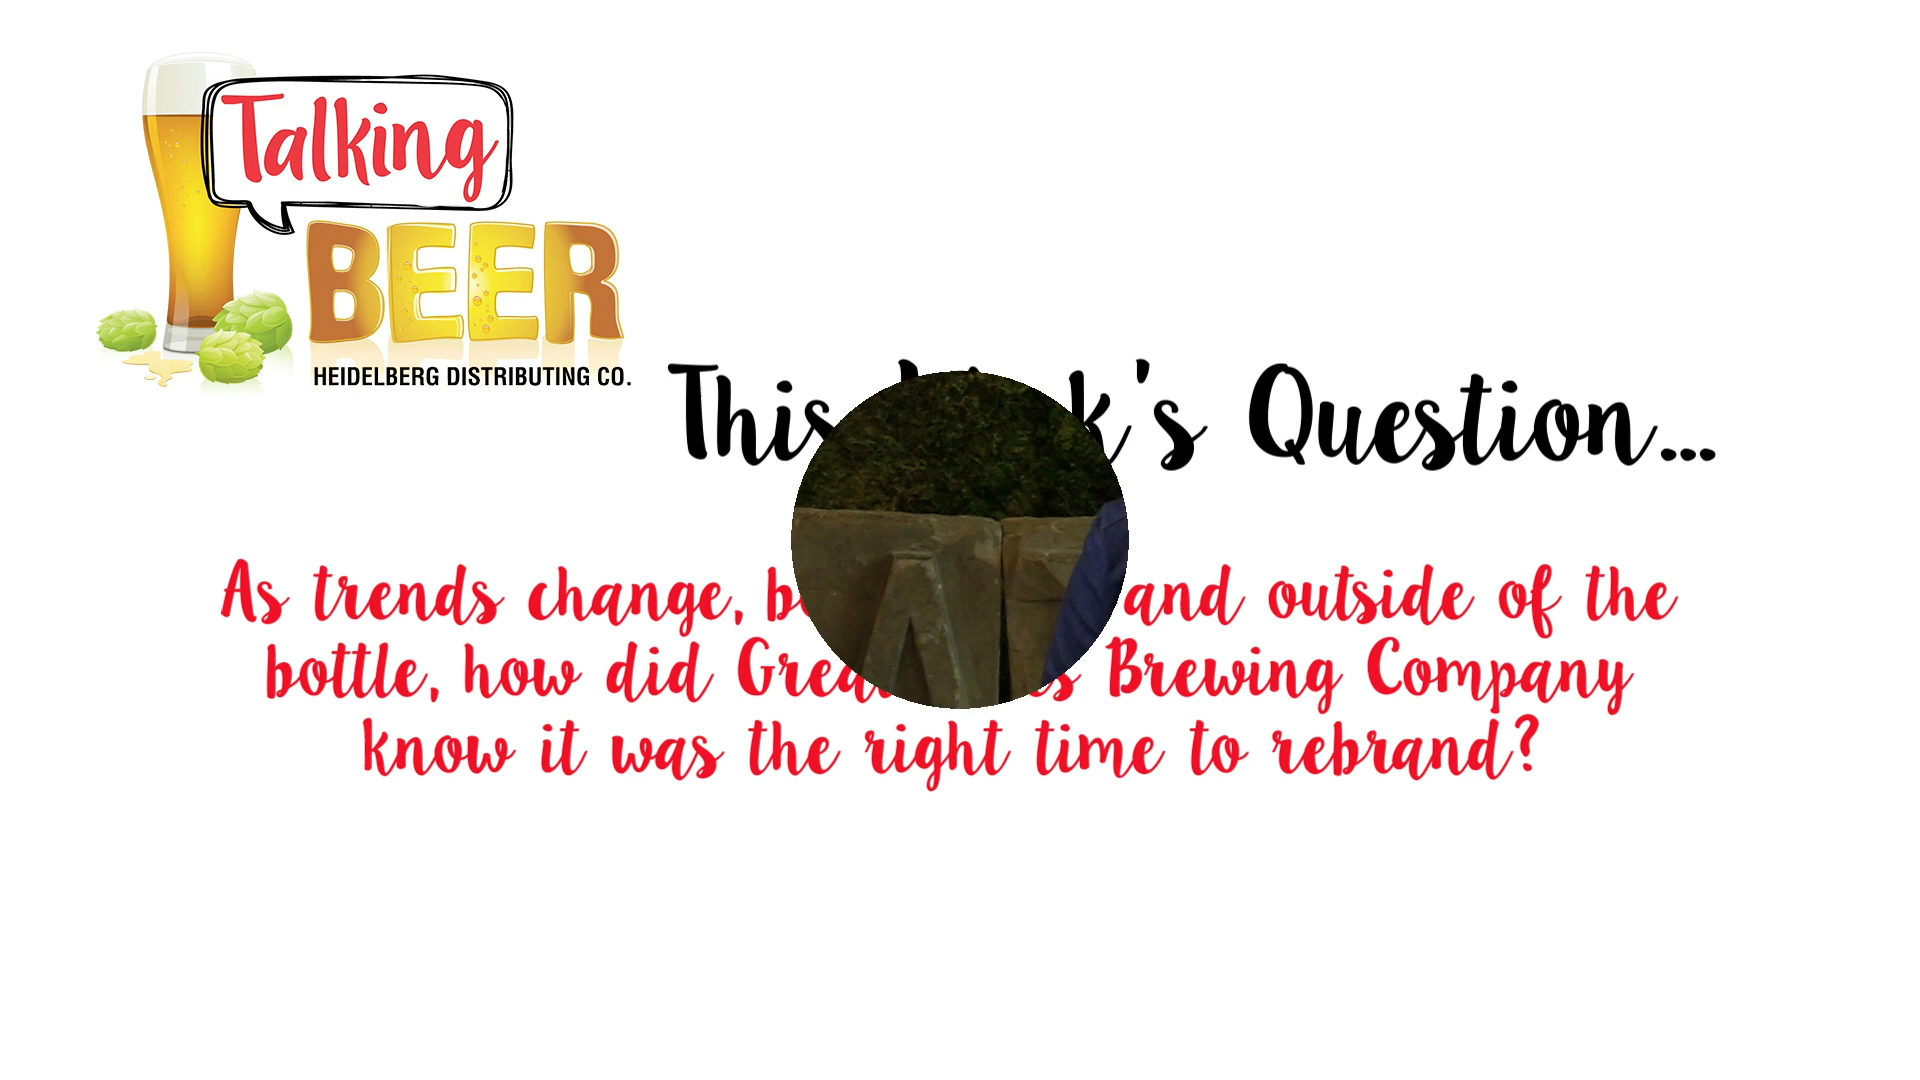 Talking
BEER
HEIDELBERG DISTRIBUTING CO.
This 's Question...
As trends change, and outside of the
bottle, how did Brewing Company
know it was the right time to rebrand?